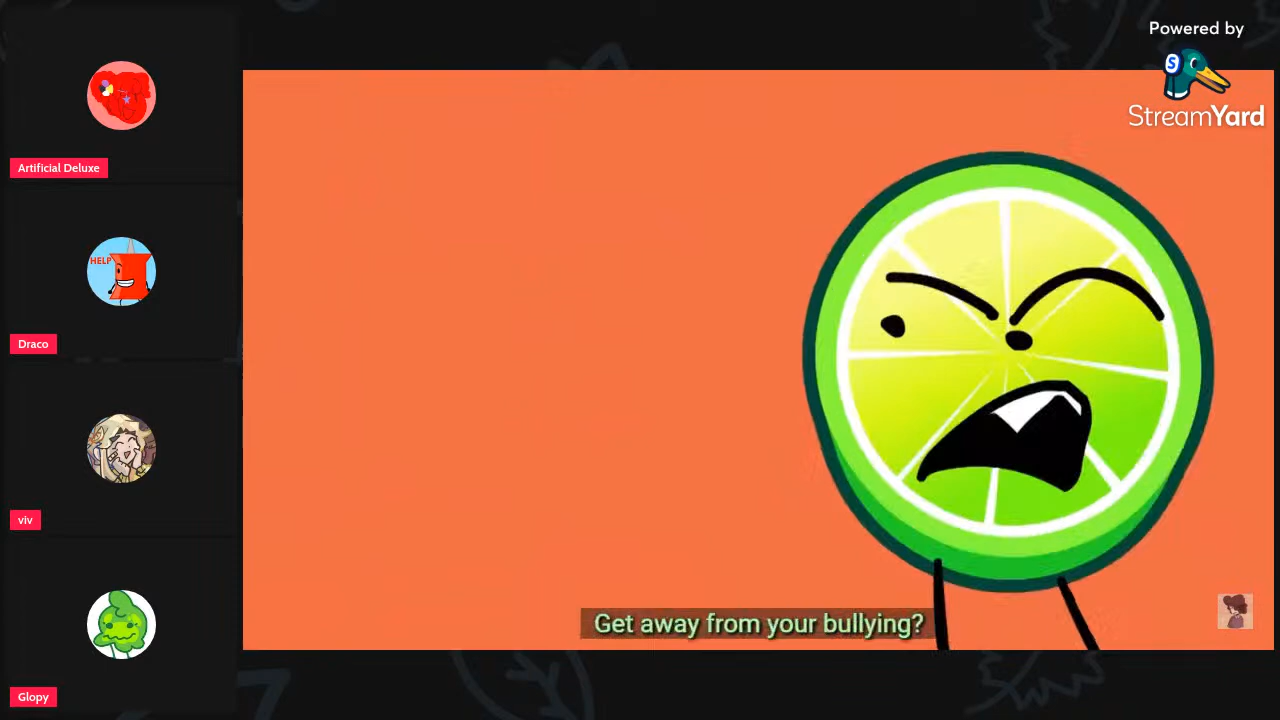 Powered by
S
StreamYard
Artificial Deluxe
HELP
Draco
viv
Get away from your bullying?
Glopy